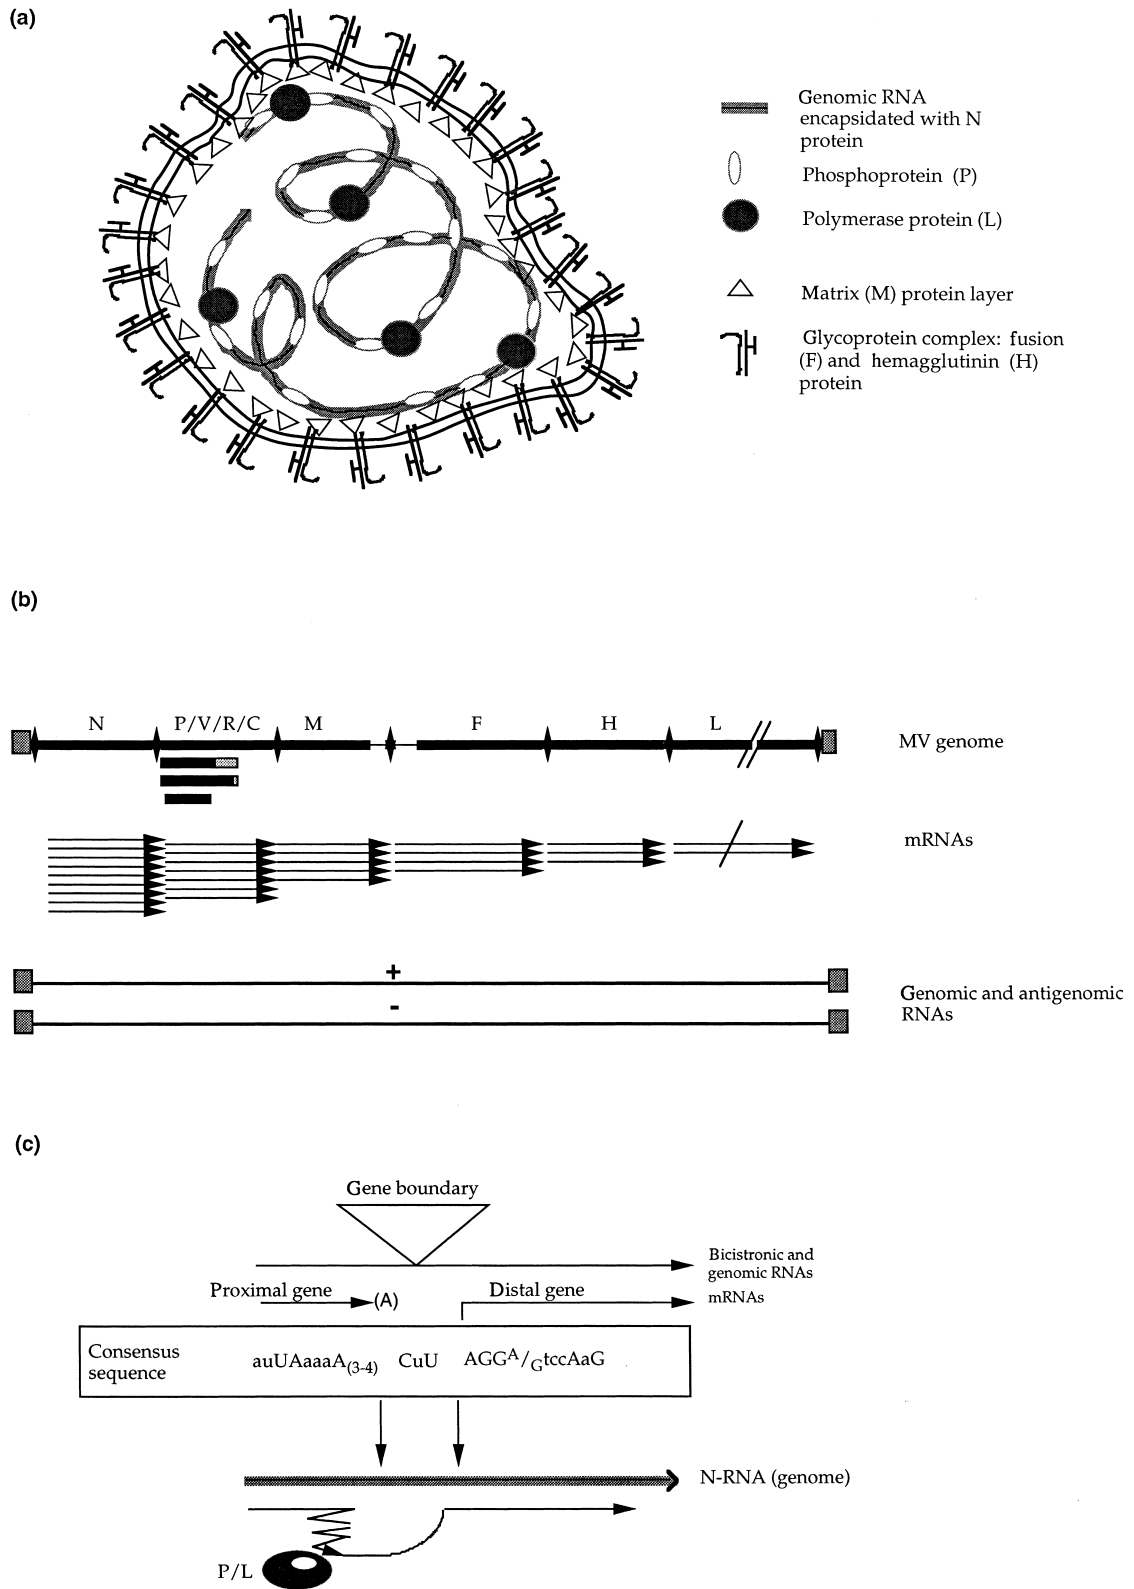 (a)
Genomic RNA
encapsidated with N
protein
Phosphoprotein (P)
Polymerase protein (L)
Matrix (M) protein layer
Glycoprotein complex: fusion
(F) and hemagglutinin (H)
protein
(b)
N P/V/R/C M F H L
MV genome
mRNAs
+
-
Genomic and antigenomic
RNAs
(c)
Gene boundary
Bicistronic and
genomic RNAs
Proximal gene (A) Distal gene mRNAs
Consensus
sequence
auUAaaaA(3-4) CuU AGGA/GtccAaG
N-RNA (genome)
P/L